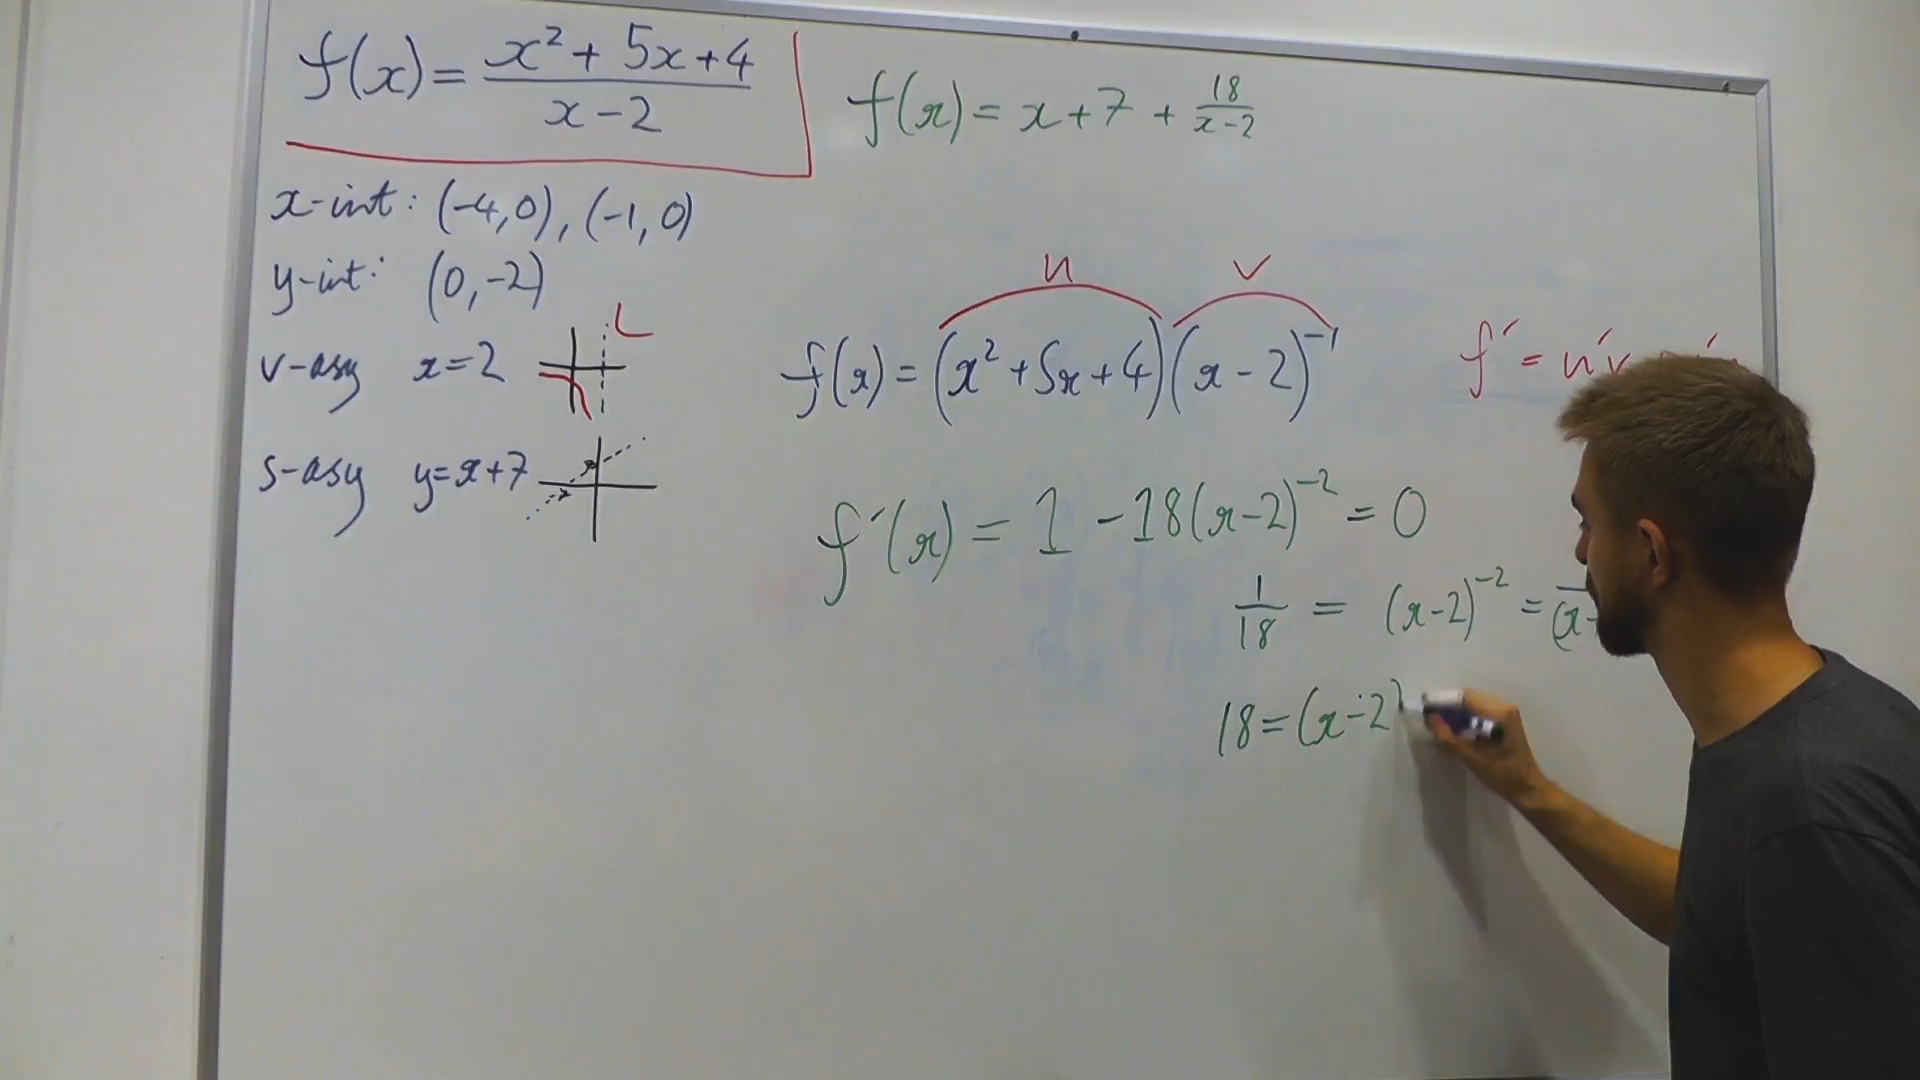 f(x) = x² + 5x + 4 / x - 2
f(x) = x + 7 + 18/(x-2)
x-int: (-4, 0), (-1, 0)
y-int: (0, -2)
v-asy x = 2
s-asy y = x + 7
u v
f(x) = (x² + 5x + 4)(x - 2)⁻¹
f′ = u′v
f′(x) = 1 - 18(x-2)⁻² = 0
1/18 = (x-2)⁻² = (x-
18 = (x-2)